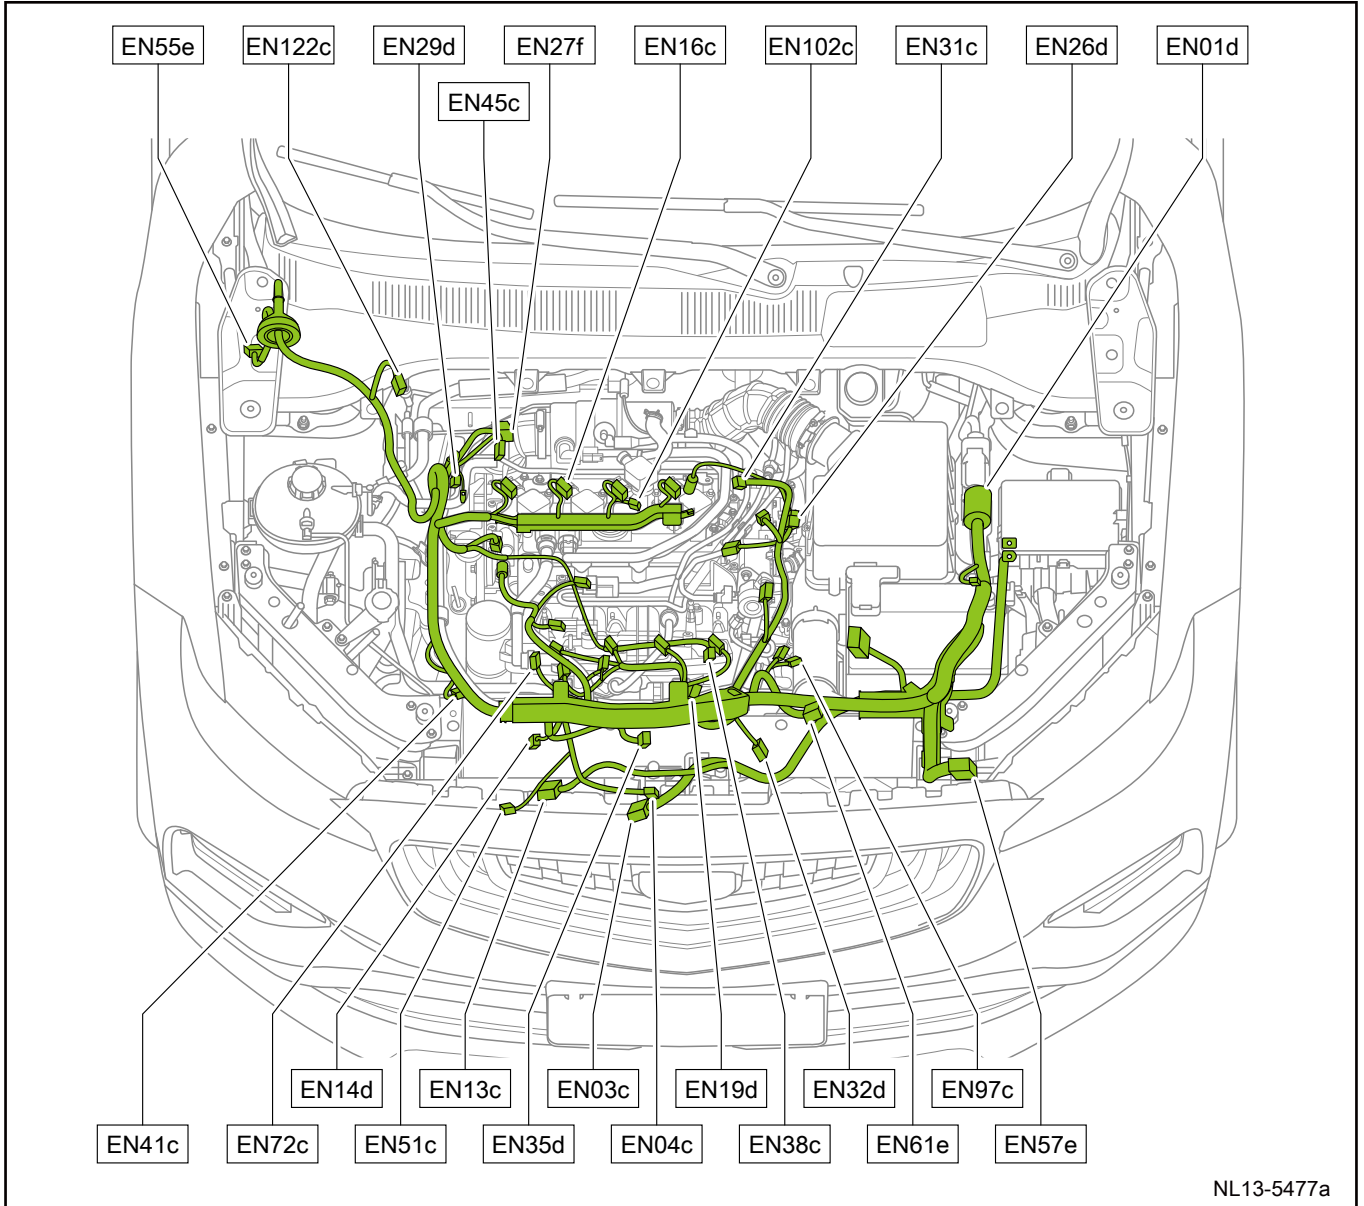 EN55e EN122c EN29d EN27f EN16c EN102c EN31c EN26d EN01d
EN45c
EN14d EN13c EN03c EN19d EN32d EN97c
EN41c EN72c EN51c EN35d EN04c EN38c EN61e EN57e
NL13-5477a